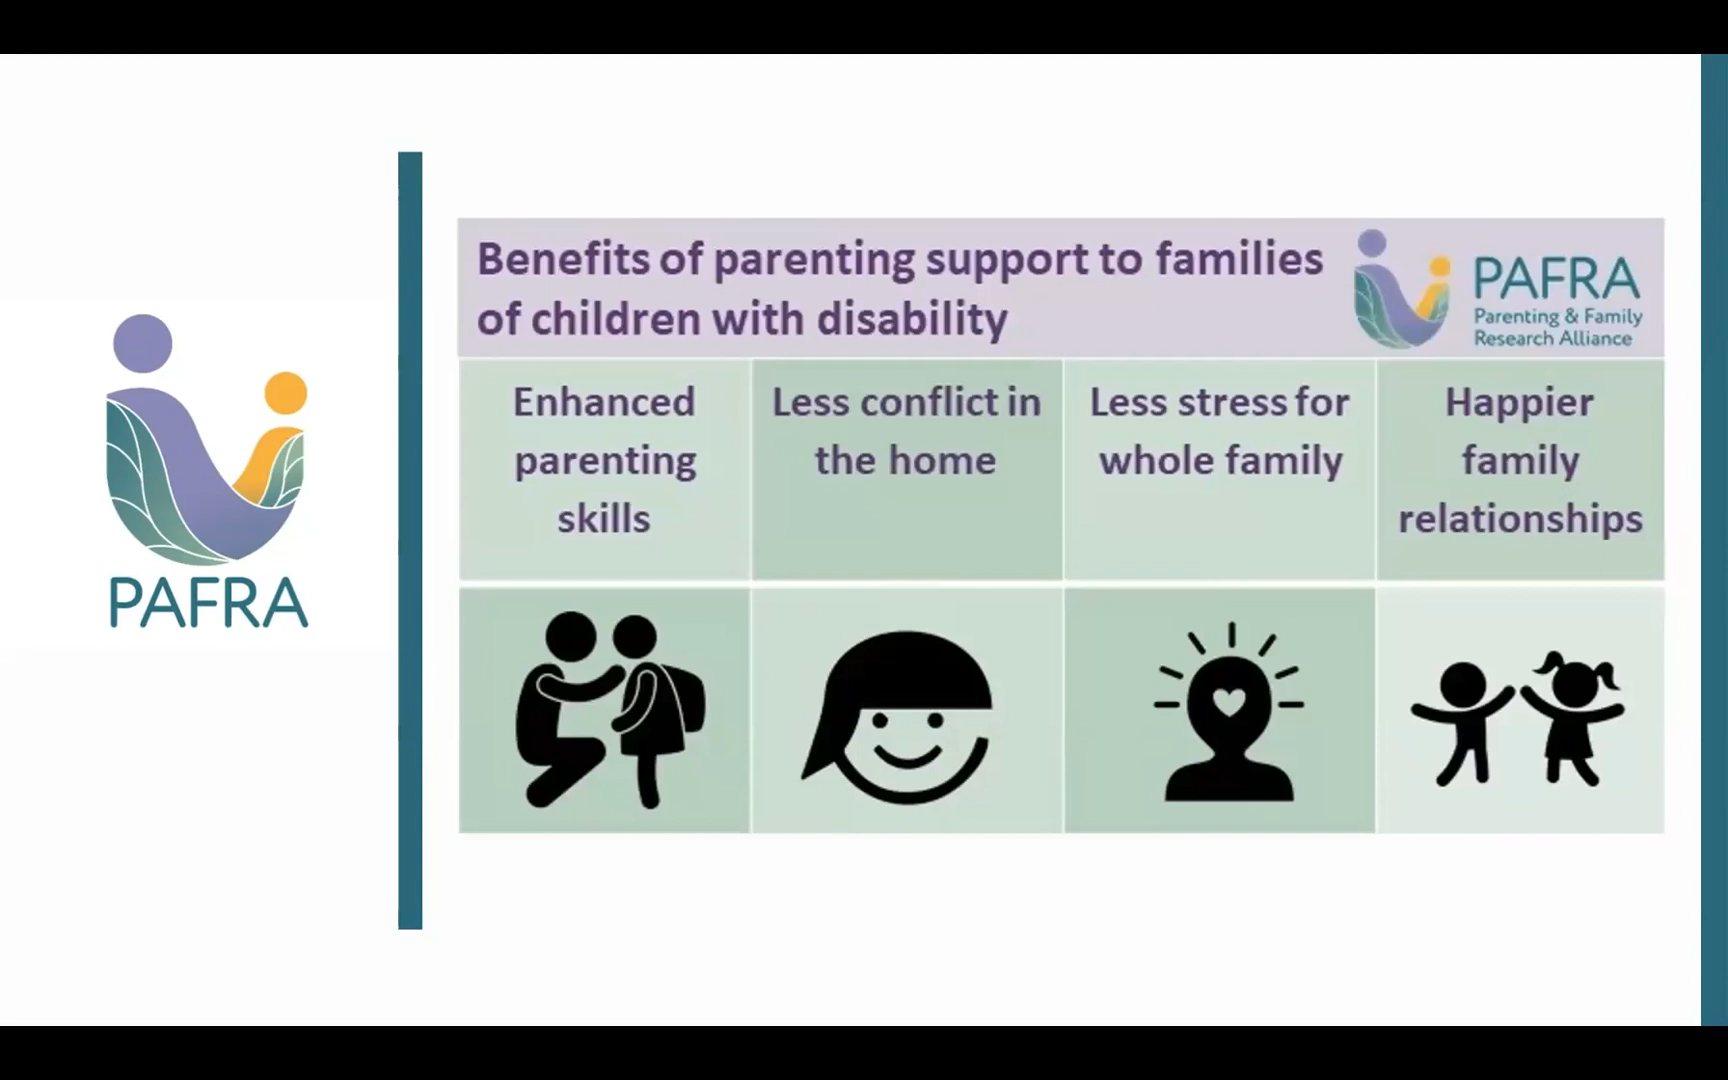 PAFRA
Benefits of parenting support to families
of children with disability
PAFRA
Parenting & Family
Research Alliance
Enhanced
parenting
skills
Less conflict in
the home
Less stress for
whole family
Happier
family
relationships